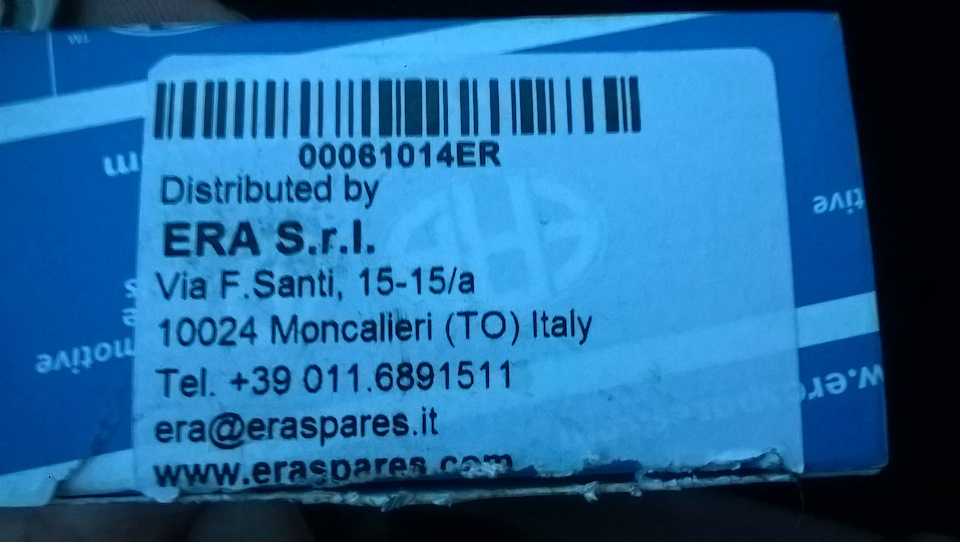 00061014ER
Distributed by
ERA S.r.l.
Via F.Santi, 15-15/a
10024 Moncalieri (TO) Italy
Tel. +39 011.6891511
era@eraspares.it
www.eraspares.com